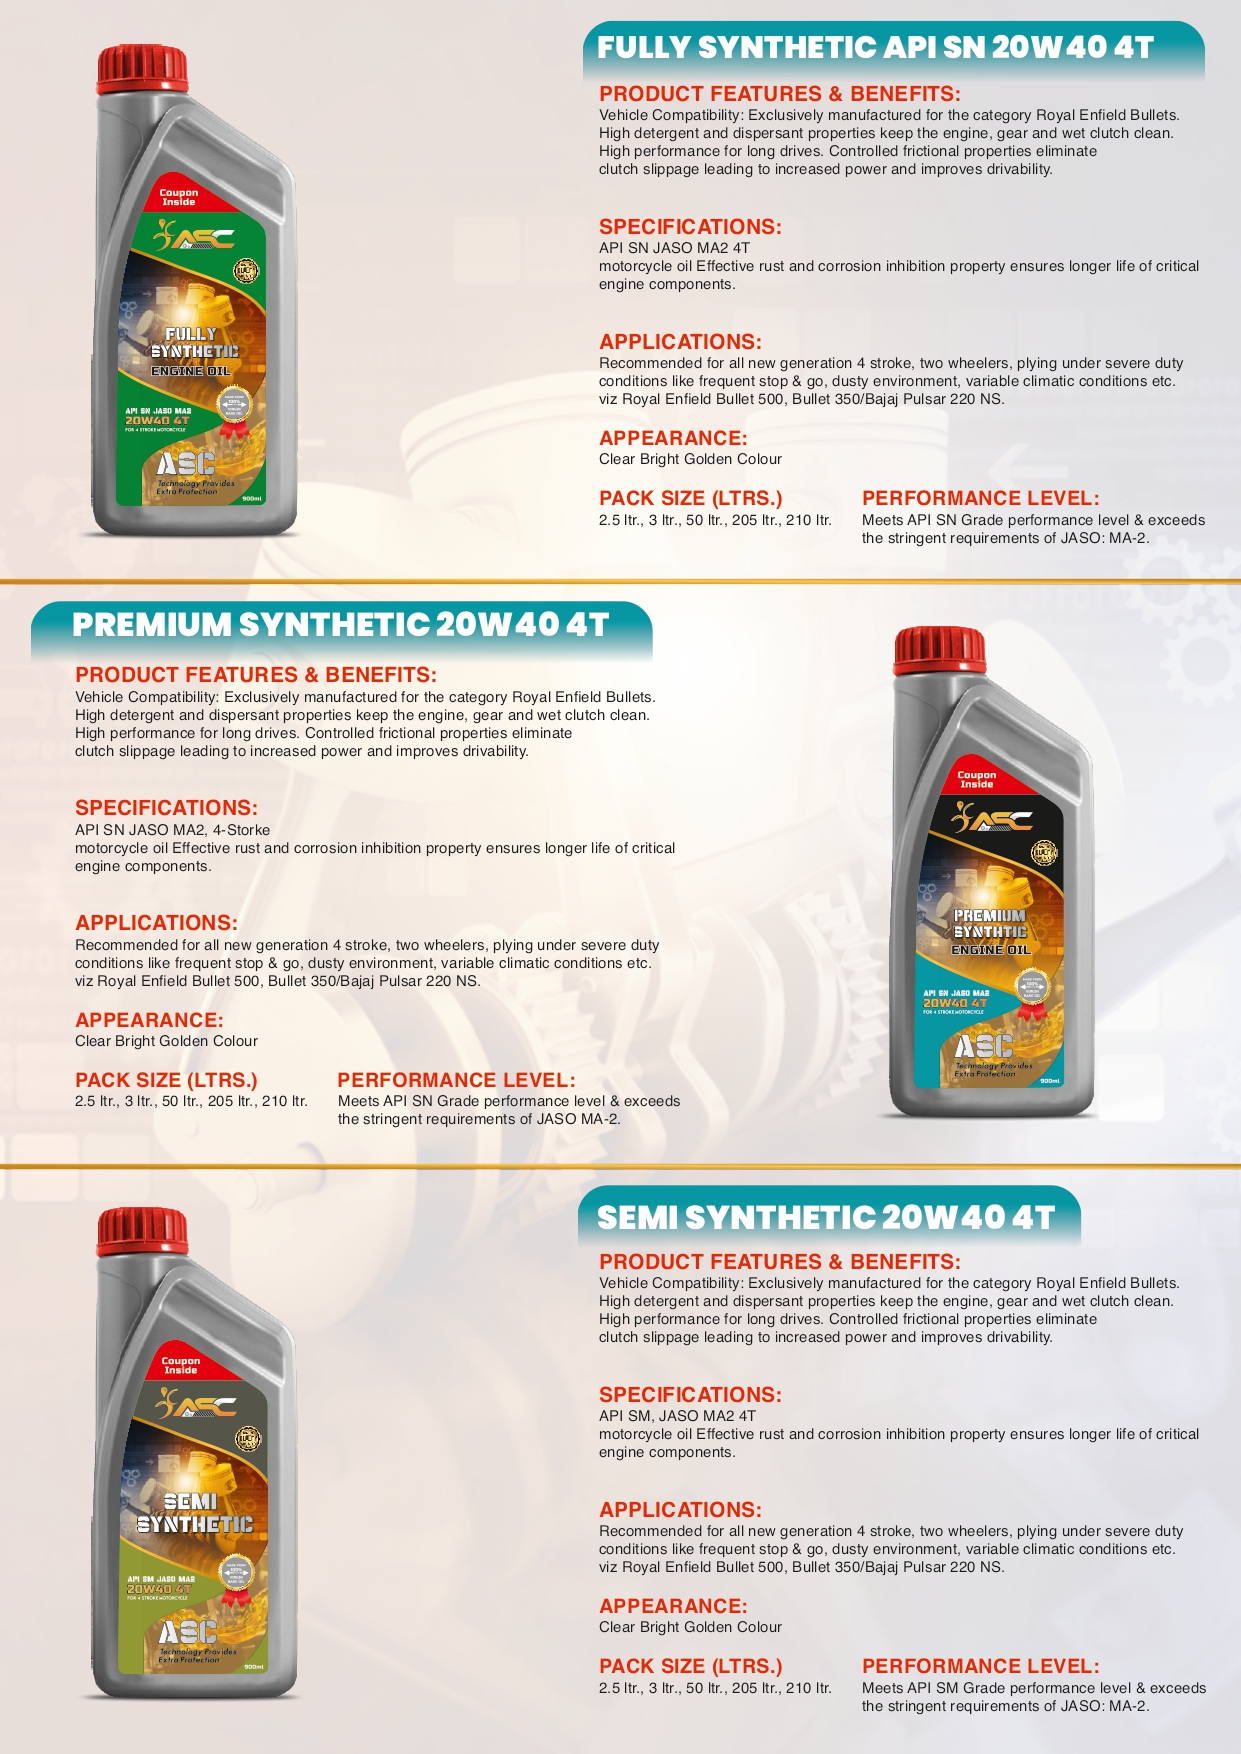 FULLY SYNTHETIC API SN 20W40 4T
PRODUCT FEATURES & BENEFITS:
Vehicle Compatibility: Exclusively manufactured for the category Royal Enfield Bullets.
High detergent and dispersant properties keep the engine, gear and wet clutch clean.
High performance for long drives. Controlled frictional properties eliminate
clutch slippage leading to increased power and improves drivability.
SPECIFICATIONS:
API SN JASO MA2 4T
motorcycle oil Effective rust and corrosion inhibition property ensures longer life of critical
engine components.
APPLICATIONS:
Recommended for all new generation 4 stroke, two wheelers, plying under severe duty
conditions like frequent stop & go, dusty environment, variable climatic conditions etc.
viz Royal Enfield Bullet 500, Bullet 350/Bajaj Pulsar 220 NS.
APPEARANCE:
Clear Bright Golden Colour
PACK SIZE (LTRS.)
2.5 ltr., 3 ltr., 50 ltr., 205 ltr., 210 ltr.
PERFORMANCE LEVEL:
Meets API SN Grade performance level & exceeds
the stringent requirements of JASO: MA-2.
Coupon
Inside
ASC
FULLY
SYNTHETIC
ENGINE OIL
API SN JASO MA2
20W40 4T
FOR 4 STROKE MOTORCYCLE
100%
ASC
Technology Provides
Extra Protection
900ml
PREMIUM SYNTHETIC 20W40 4T
PRODUCT FEATURES & BENEFITS:
Vehicle Compatibility: Exclusively manufactured for the category Royal Enfield Bullets.
High detergent and dispersant properties keep the engine, gear and wet clutch clean.
High performance for long drives. Controlled frictional properties eliminate
clutch slippage leading to increased power and improves drivability.
SPECIFICATIONS:
API SN JASO MA2, 4-Storke
motorcycle oil Effective rust and corrosion inhibition property ensures longer life of critical
engine components.
APPLICATIONS:
Recommended for all new generation 4 stroke, two wheelers, plying under severe duty
conditions like frequent stop & go, dusty environment, variable climatic conditions etc.
viz Royal Enfield Bullet 500, Bullet 350/Bajaj Pulsar 220 NS.
APPEARANCE:
Clear Bright Golden Colour
PACK SIZE (LTRS.)
2.5 ltr., 3 ltr., 50 ltr., 205 ltr., 210 ltr.
PERFORMANCE LEVEL:
Meets API SN Grade performance level & exceeds
the stringent requirements of JASO MA-2.
Coupon
Inside
ASC
PREMIUM
SYNTHTIC
ENGINE OIL
API SN JASO MA2
20W40 4T
FOR 4 STROKE MOTORCYCLE
100%
ASC
Technology Provides
Extra Protection
900ml
SEMI SYNTHETIC 20W40 4T
PRODUCT FEATURES & BENEFITS:
Vehicle Compatibility: Exclusively manufactured for the category Royal Enfield Bullets.
High detergent and dispersant properties keep the engine, gear and wet clutch clean.
High performance for long drives. Controlled frictional properties eliminate
clutch slippage leading to increased power and improves drivability.
SPECIFICATIONS:
API SM, JASO MA2 4T
motorcycle oil Effective rust and corrosion inhibition property ensures longer life of critical
engine components.
APPLICATIONS:
Recommended for all new generation 4 stroke, two wheelers, plying under severe duty
conditions like frequent stop & go, dusty environment, variable climatic conditions etc.
viz Royal Enfield Bullet 500, Bullet 350/Bajaj Pulsar 220 NS.
APPEARANCE:
Clear Bright Golden Colour
PACK SIZE (LTRS.)
2.5 ltr., 3 ltr., 50 ltr., 205 ltr., 210 ltr.
PERFORMANCE LEVEL:
Meets API SM Grade performance level & exceeds
the stringent requirements of JASO: MA-2.
Coupon
Inside
ASC
SEMI
SYNTHETIC
API SM JASO MA2
20W40 4T
FOR 4 STROKE MOTORCYCLE
100%
ASC
Technology Provides
Extra Protection
900ml